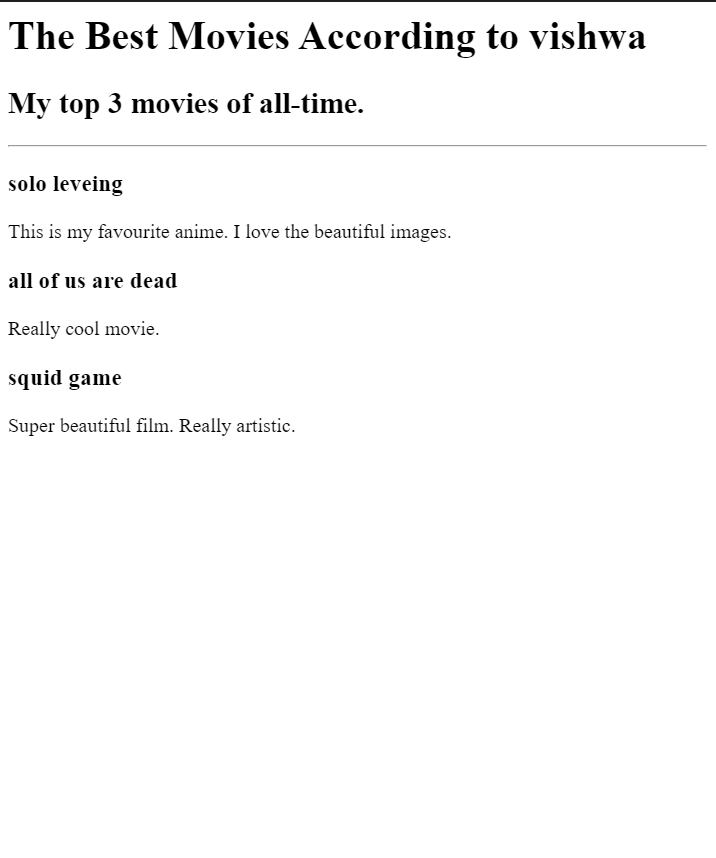 The Best Movies According to vishwa
My top 3 movies of all-time.
solo leveing
This is my favourite anime. I love the beautiful images.
all of us are dead
Really cool movie.
squid game
Super beautiful film. Really artistic.